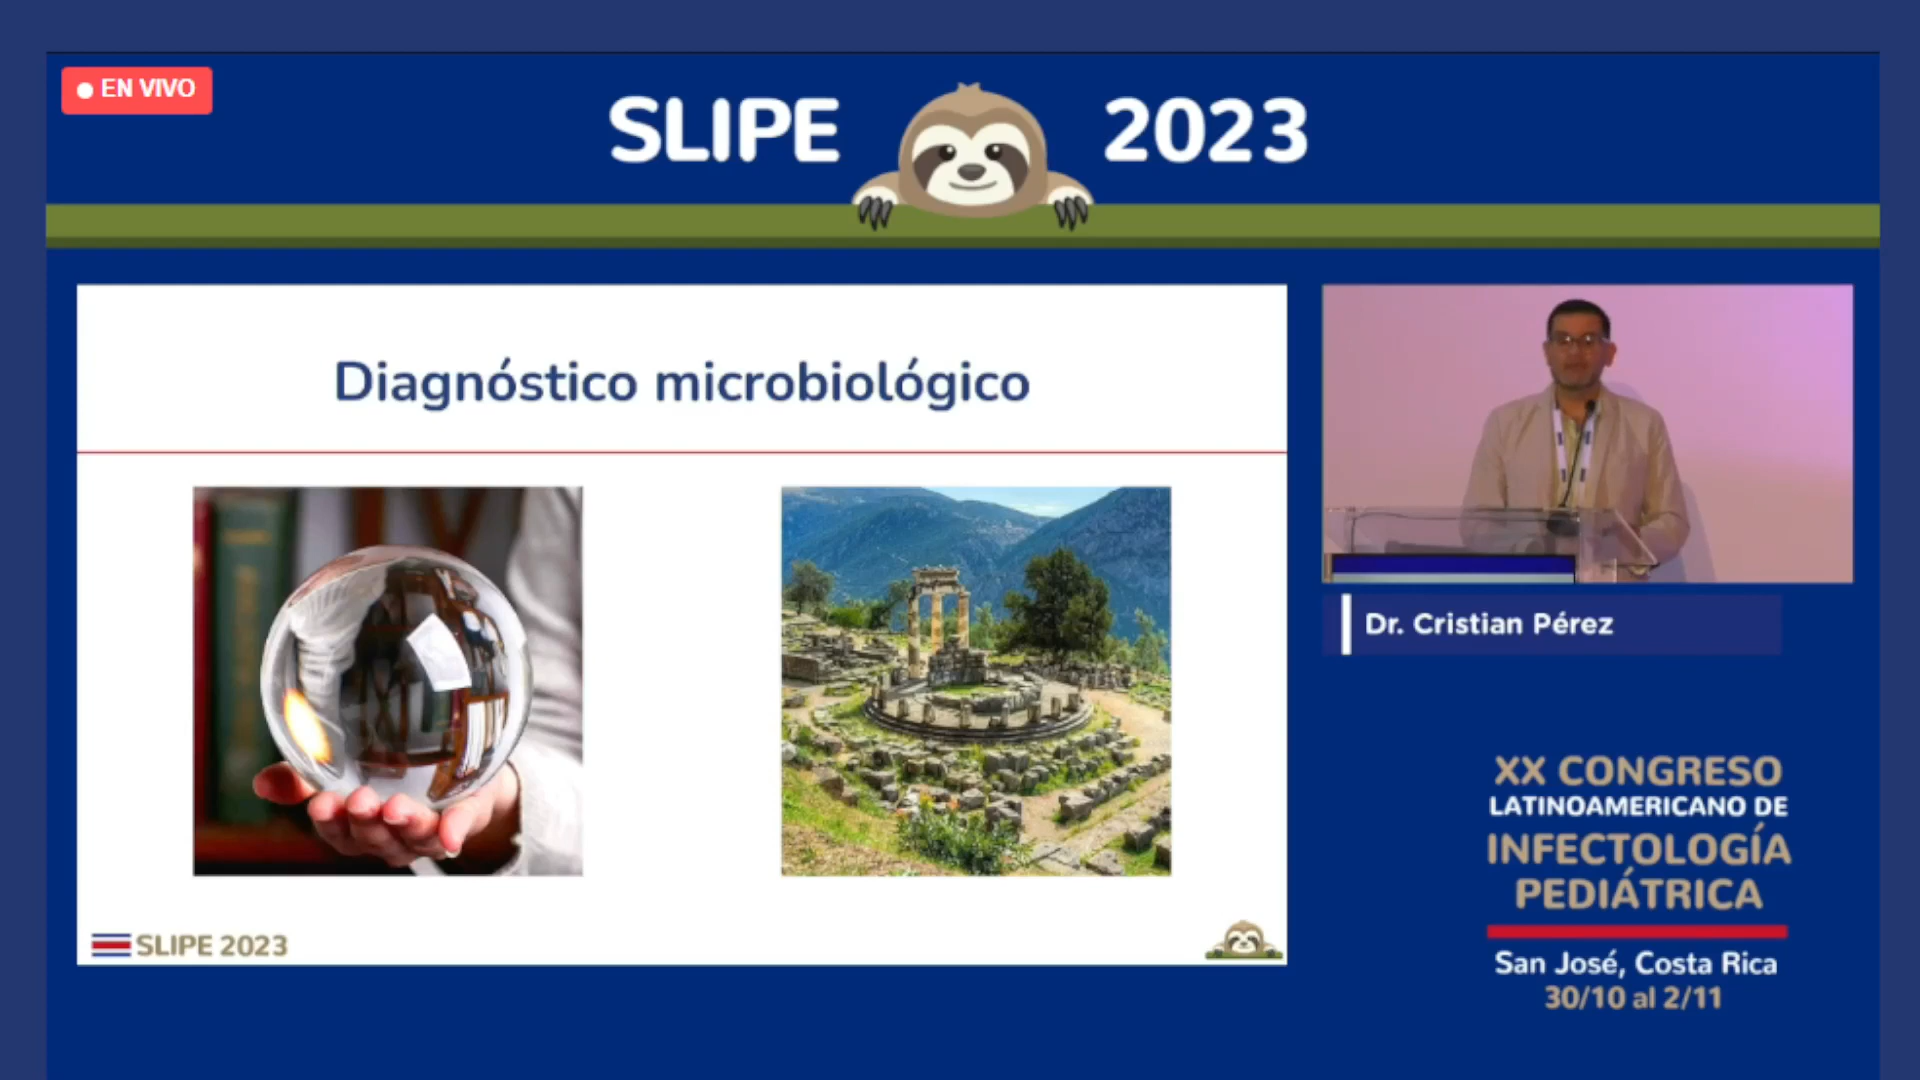 EN VIVO
SLIPE 2023
Diagnóstico microbiológico
SLIPE 2023
Dr. Cristian Pérez
XX CONGRESO
LATINOAMERICANO DE
INFECTOLOGÍA
PEDIÁTRICA
San José, Costa Rica
30/10 al 2/11